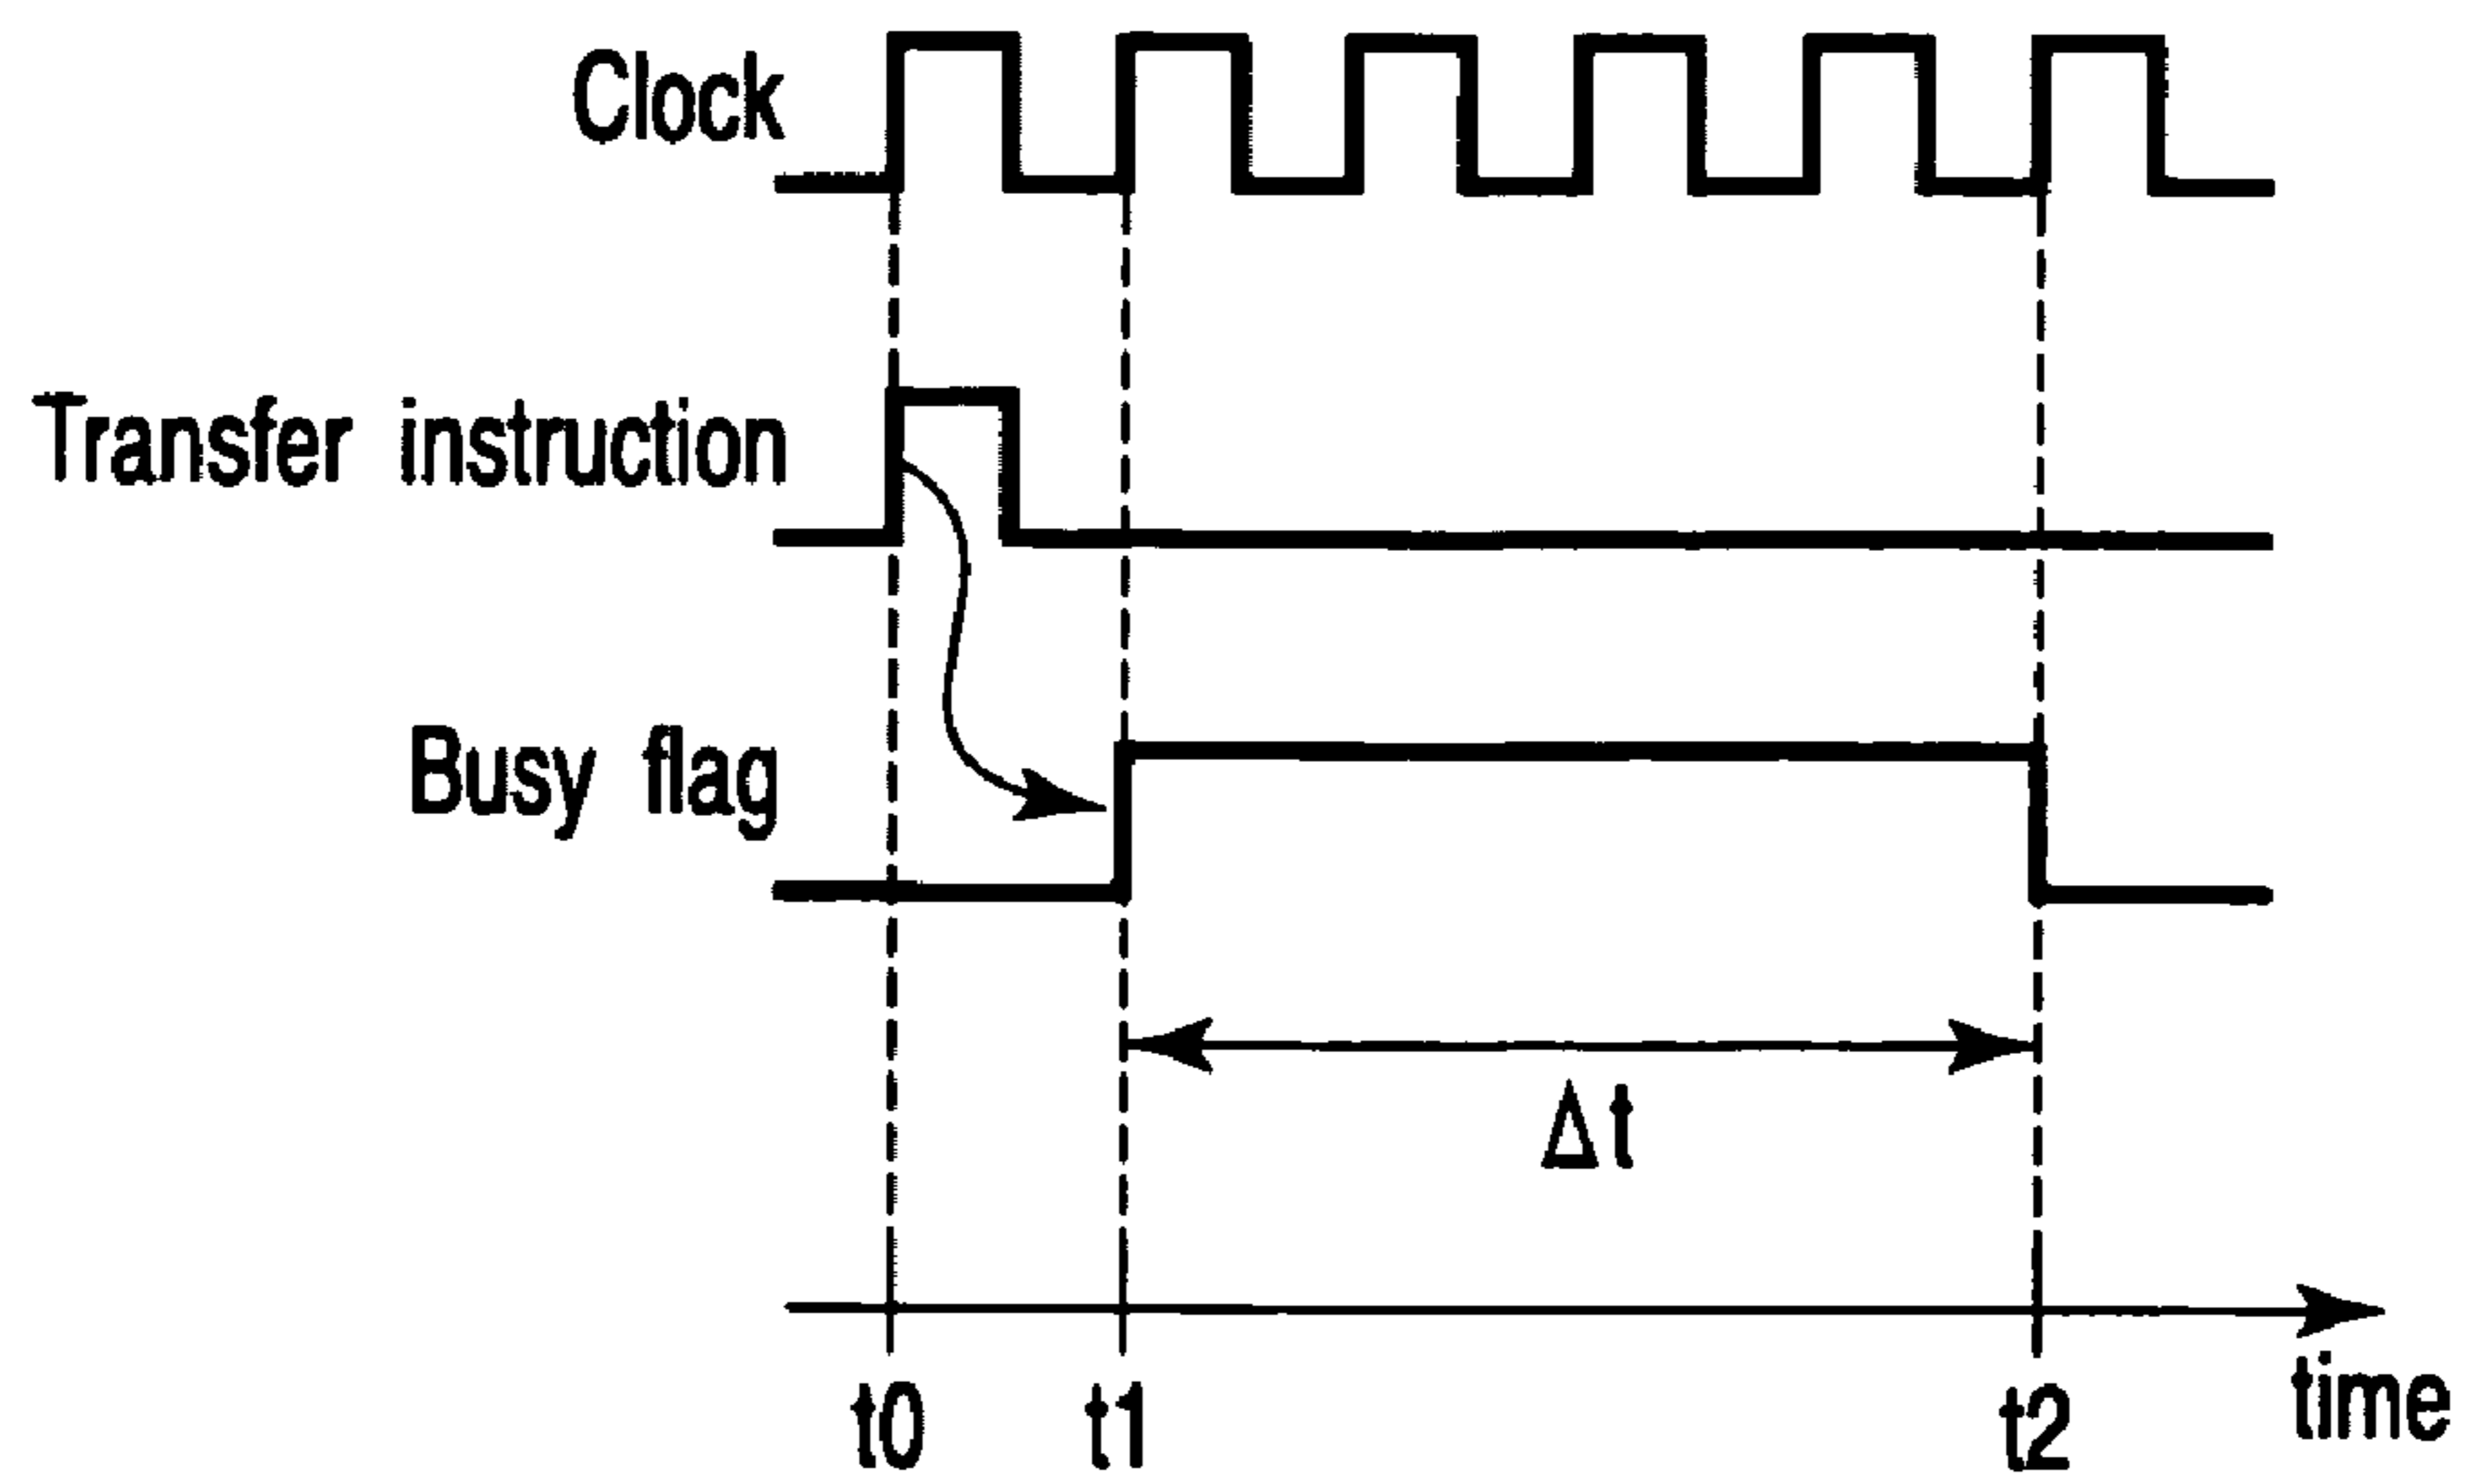 Clock
Transfer instruction
Busy flag
Δt
t0
t1
t2
time